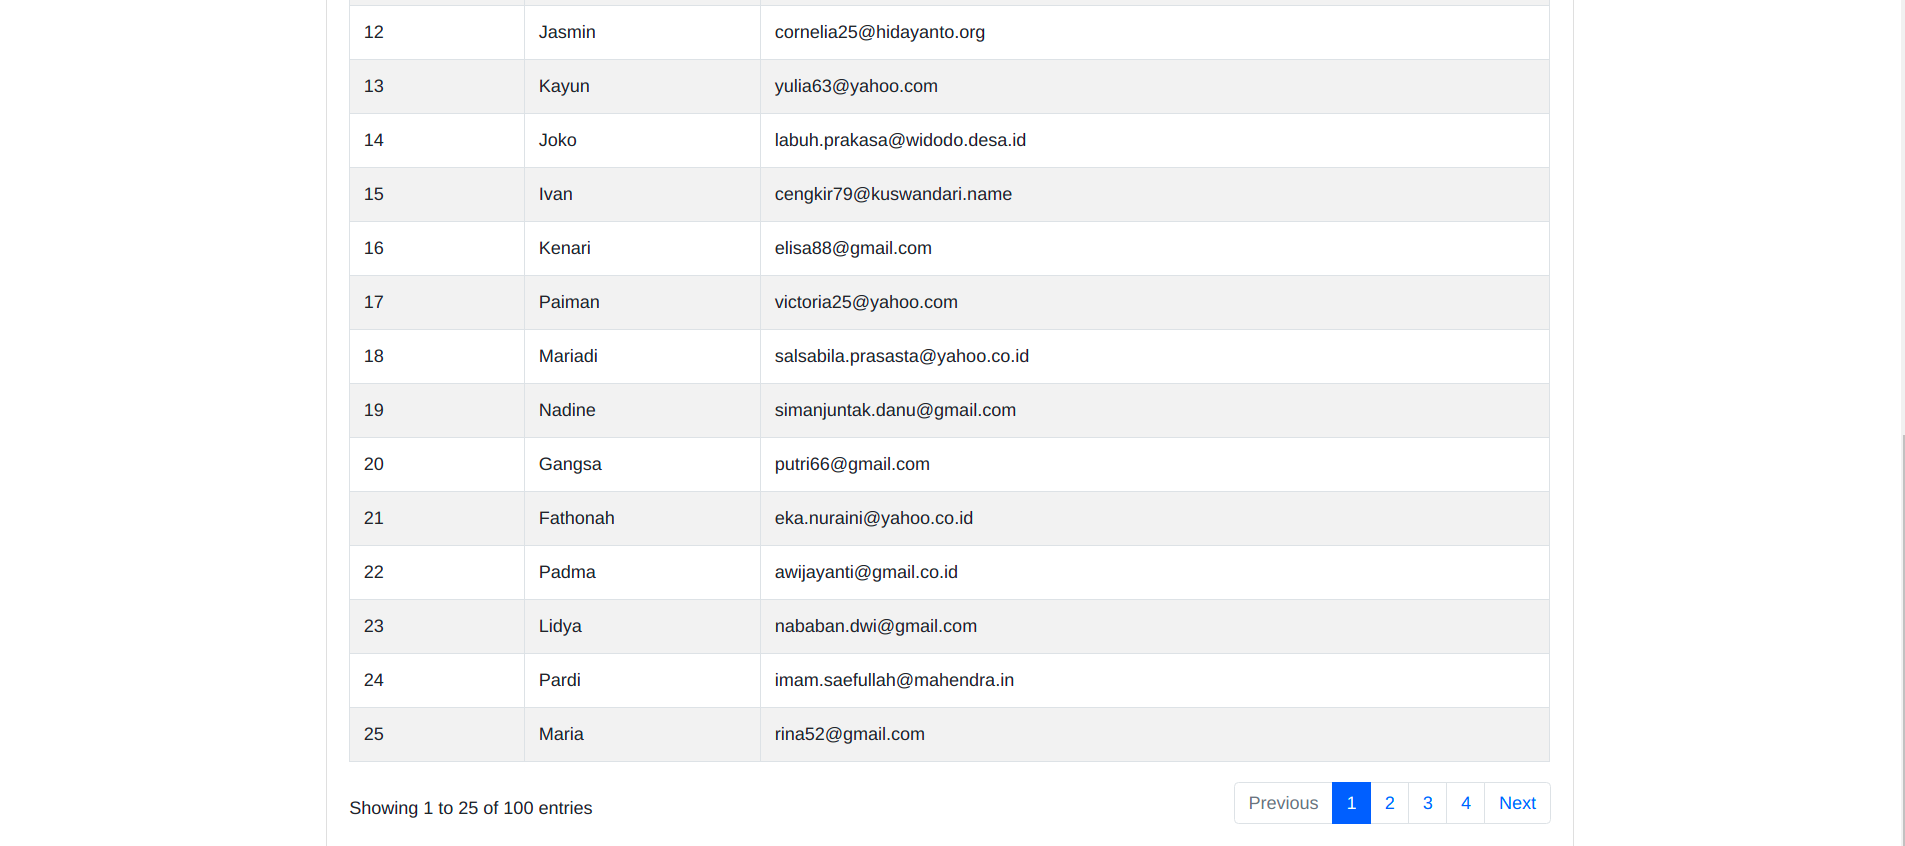 12 Jasmin cornelia25@hidayanto.org
13 Kayun yulia63@yahoo.com
14 Joko labuh.prakasa@widodo.desa.id
15 Ivan cengkir79@kuswandari.name
16 Kenari elisa88@gmail.com
17 Paiman victoria25@yahoo.com
18 Mariadi salsabila.prasasta@yahoo.co.id
19 Nadine simanjuntak.danu@gmail.com
20 Gangsa putri66@gmail.com
21 Fathonah eka.nuraini@yahoo.co.id
22 Padma awijayanti@gmail.co.id
23 Lidya nababan.dwi@gmail.com
24 Pardi imam.saefullah@mahendra.in
25 Maria rina52@gmail.com
Showing 1 to 25 of 100 entries Previous 1 2 3 4 Next